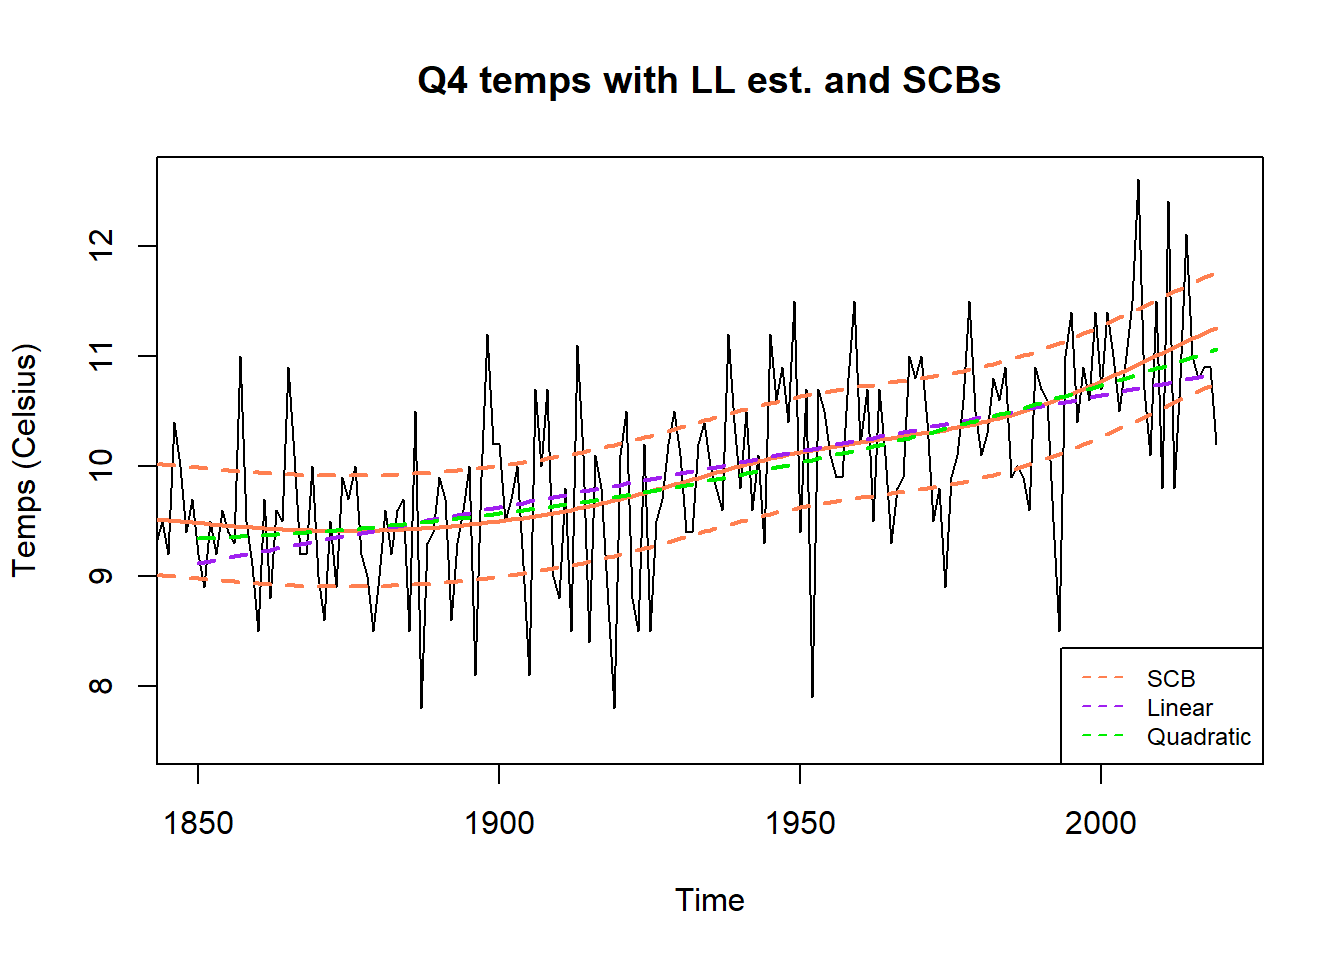 Q4 temps with LL est. and SCBs
Temps (Celsius)
12
11
10
9
8
SCB
Linear
Quadratic
1850
1900
1950
2000
Time